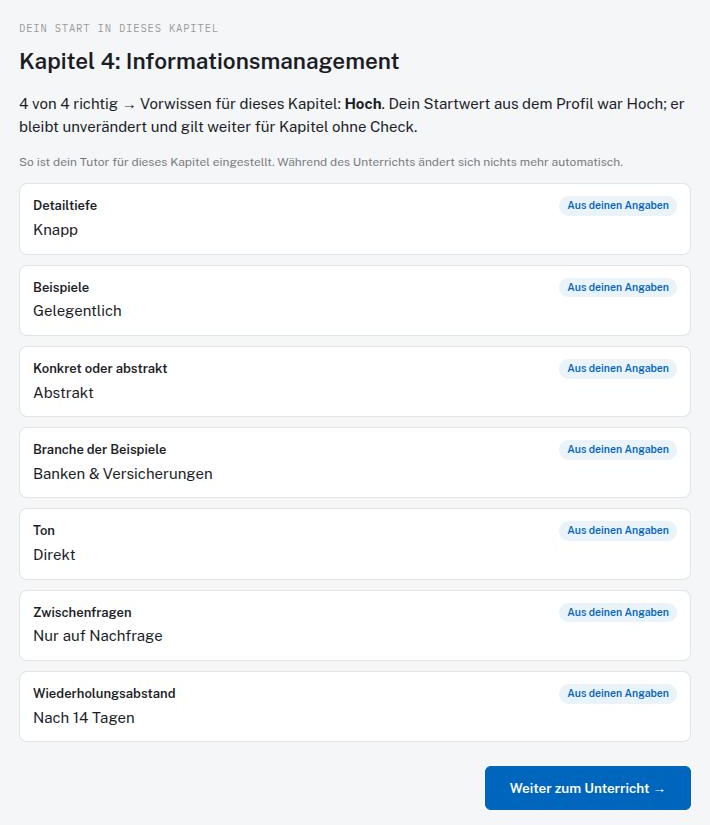 DEIN START IN DIESES KAPITEL
Kapitel 4: Informationsmanagement
4 von 4 richtig → Vorwissen für dieses Kapitel: Hoch. Dein Startwert aus dem Profil war Hoch; er
bleibt unverändert und gilt weiter für Kapitel ohne Check.
So ist dein Tutor für dieses Kapitel eingestellt. Während des Unterrichts ändert sich nichts mehr automatisch.
Detailtiefe
Aus deinen Angaben
Knapp
Beispiele
Aus deinen Angaben
Gelegentlich
Konkret oder abstrakt
Aus deinen Angaben
Abstrakt
Branche der Beispiele
Aus deinen Angaben
Banken & Versicherungen
Ton
Aus deinen Angaben
Direkt
Zwischenfragen
Aus deinen Angaben
Nur auf Nachfrage
Wiederholungsabstand
Aus deinen Angaben
Nach 14 Tagen
Weiter zum Unterricht →